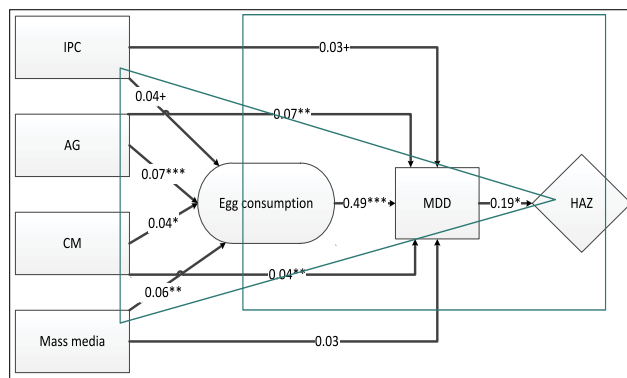 IPC
0.03+
0.04+
AG
0.07**
0.07***
Egg consumption
0.49***
MDD
0.19*
HAZ
0.04*
CM
0.04**
0.06**
Mass media
0.03